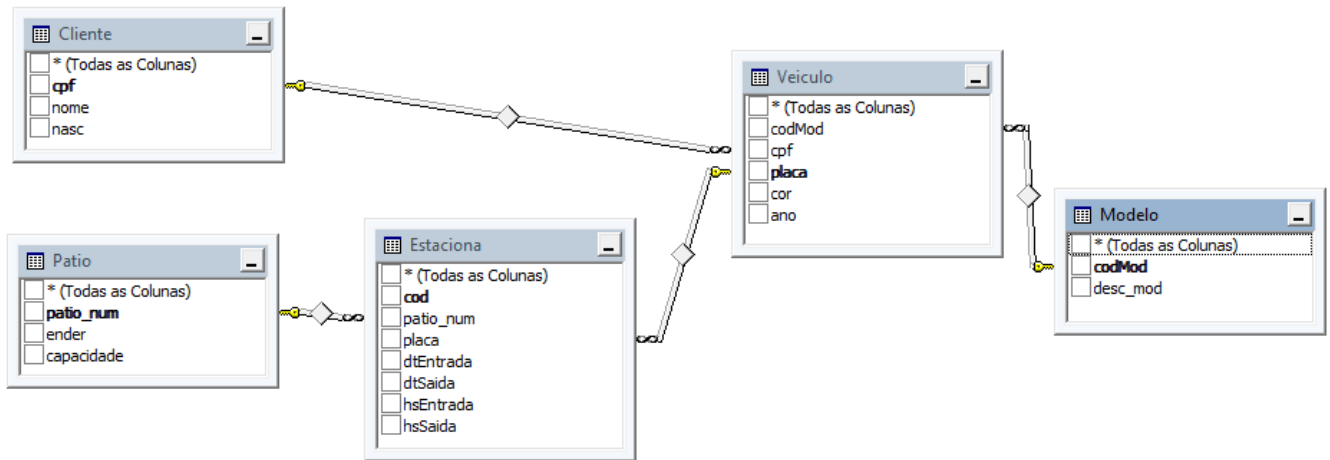 Cliente
* (Todas as Colunas)
cpf
nome
nasc
Veiculo
* (Todas as Colunas)
codMod
cpf
placa
cor
ano
Modelo
* (Todas as Colunas)
codMod
desc_mod
Patio
* (Todas as Colunas)
patio_num
ender
capacidade
Estaciona
* (Todas as Colunas)
cod
patio_num
placa
dtEntrada
dtSaida
hsEntrada
hsSaida